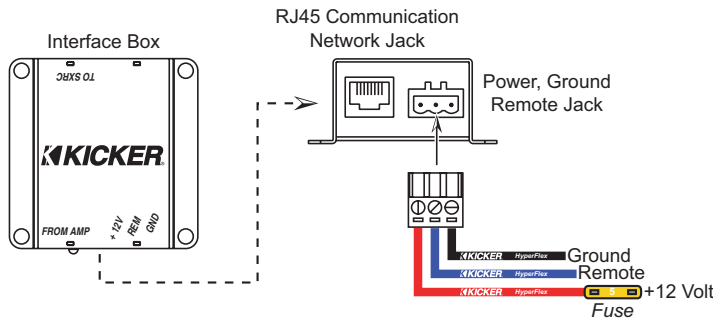 RJ45 Communication
Network Jack
Interface Box
TO SXRC
Power, Ground
Remote Jack
KICKER
FROM AMP
+ 12V
REM
GND
KICKER HyperFlex
Ground
KICKER HyperFlex
Remote
KICKER HyperFlex
5
+12 Volt
Fuse